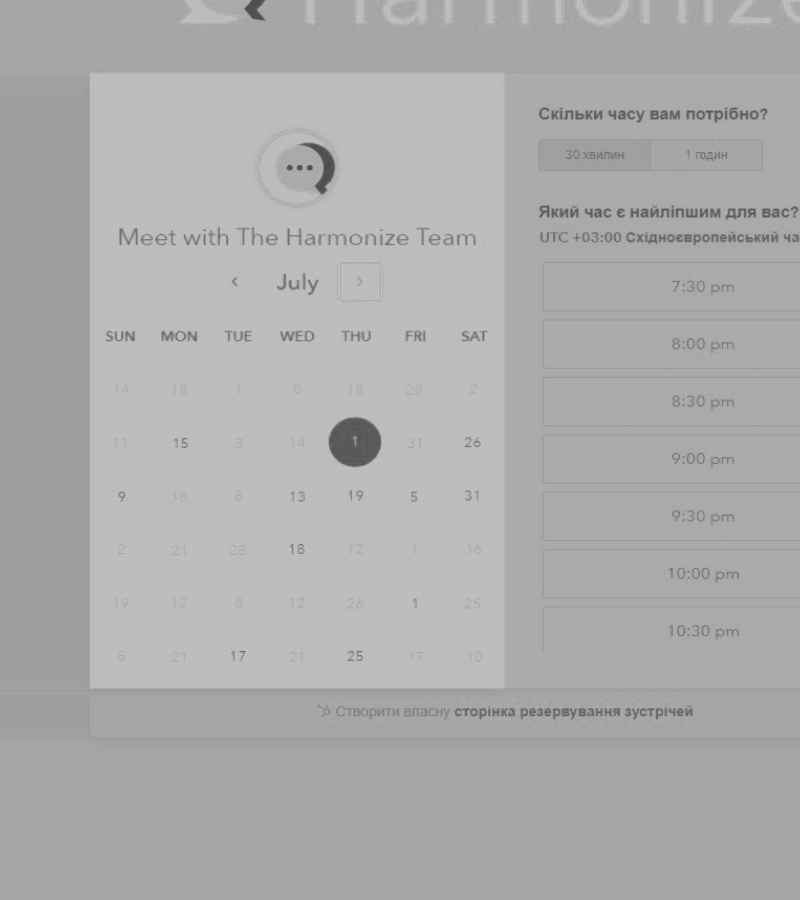 Harmonize
Meet with The Harmonize Team
July
SUN MON TUE WED THU FRI SAT
14 18 1 8 18 28 2
11 15 3 14 1 31 26
9 18 8 13 19 5 31
2 21 28 18 12 1 16
19 12 8 12 26 1 25
8 21 17 21 25 17 10
Скільки часу вам потрібно?
30 хвилин 1 годин
Який час є найліпшим для вас?
UTC +03:00 Східноєвропейський ча
7:30 pm
8:00 pm
8:30 pm
9:00 pm
9:30 pm
10:00 pm
10:30 pm
Створити власну сторінка резервування зустрічей